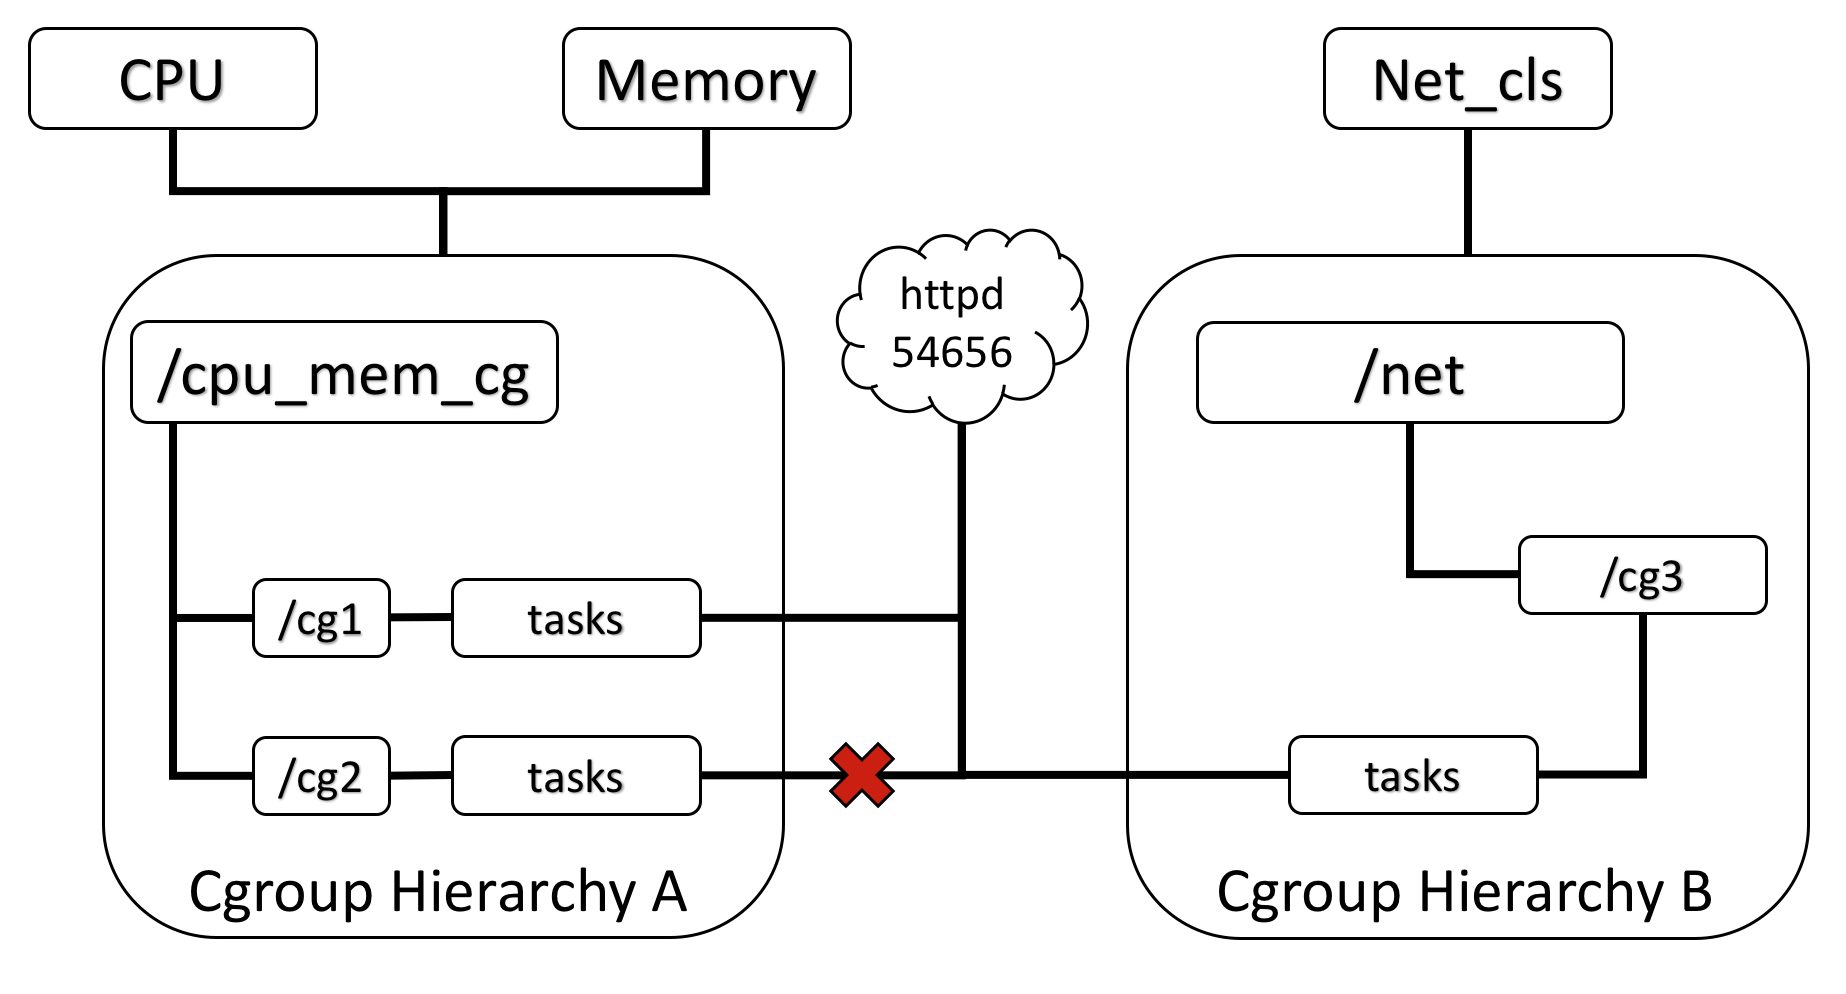 CPU
Memory
Net_cls
httpd
54656
/cpu_mem_cg
/net
/cg1
tasks
/cg3
/cg2
tasks
tasks
Cgroup Hierarchy A
Cgroup Hierarchy B